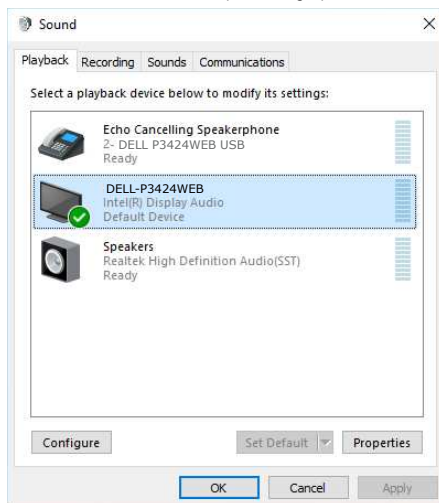 Sound
Playback Recording Sounds Communications
Select a playback device below to modify its settings:
Echo Cancelling Speakerphone
2- DELL P3424WEB USB
Ready
DELL-P3424WEB
Intel(R) Display Audio
Default Device
Speakers
Realtek High Definition Audio(SST)
Ready
Configure Set Default Properties
OK Cancel Apply